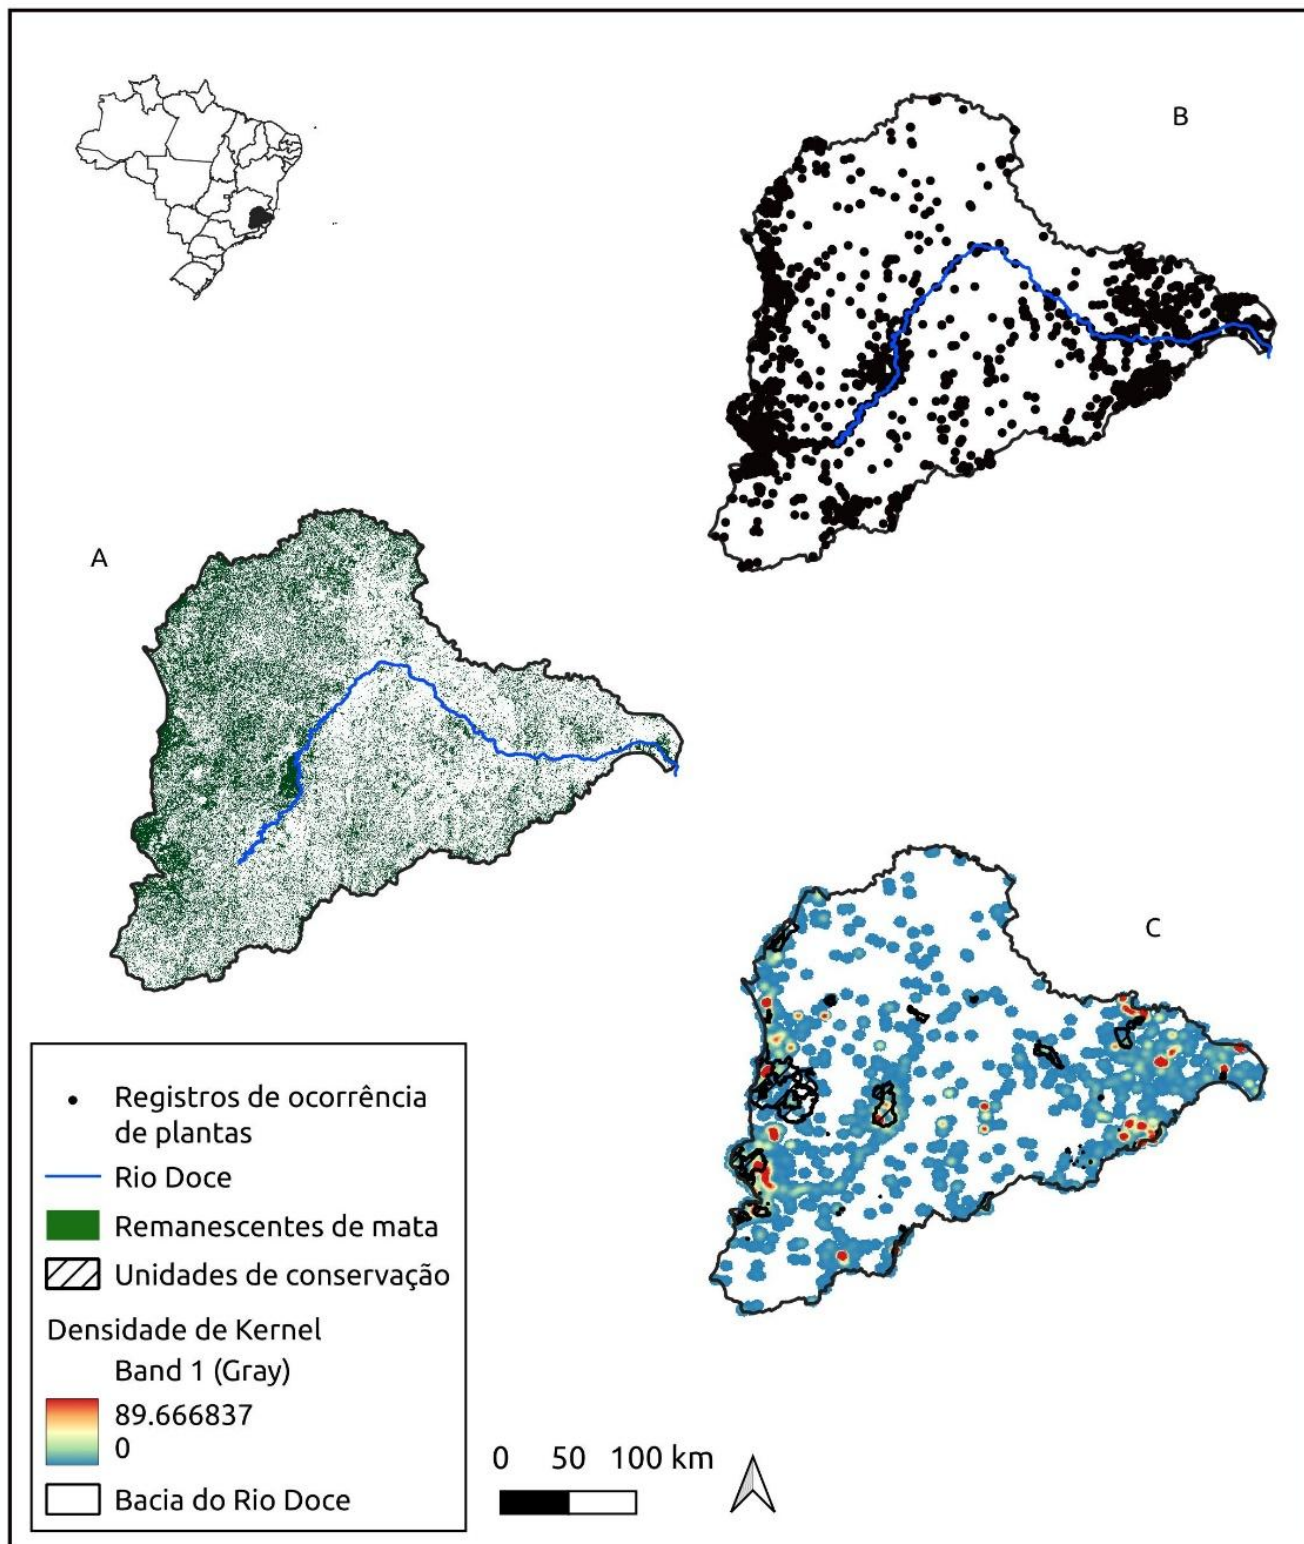 B
A
C
Registros de ocorrência
de plantas
Rio Doce
Remanescentes de mata
Unidades de conservação
Densidade de Kernel
Band 1 (Gray)
89.666837
0
Bacia do Rio Doce
0 50 100 km